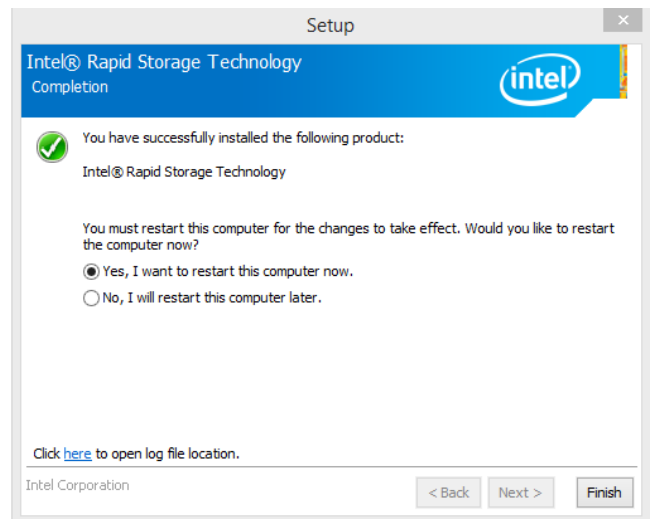 Setup
Intel® Rapid Storage Technology
Completion
intel
You have successfully installed the following product:
Intel® Rapid Storage Technology
You must restart this computer for the changes to take effect. Would you like to restart
the computer now?
Yes, I want to restart this computer now.
No, I will restart this computer later.
Click here to open log file location.
Intel Corporation
< Back Next > Finish